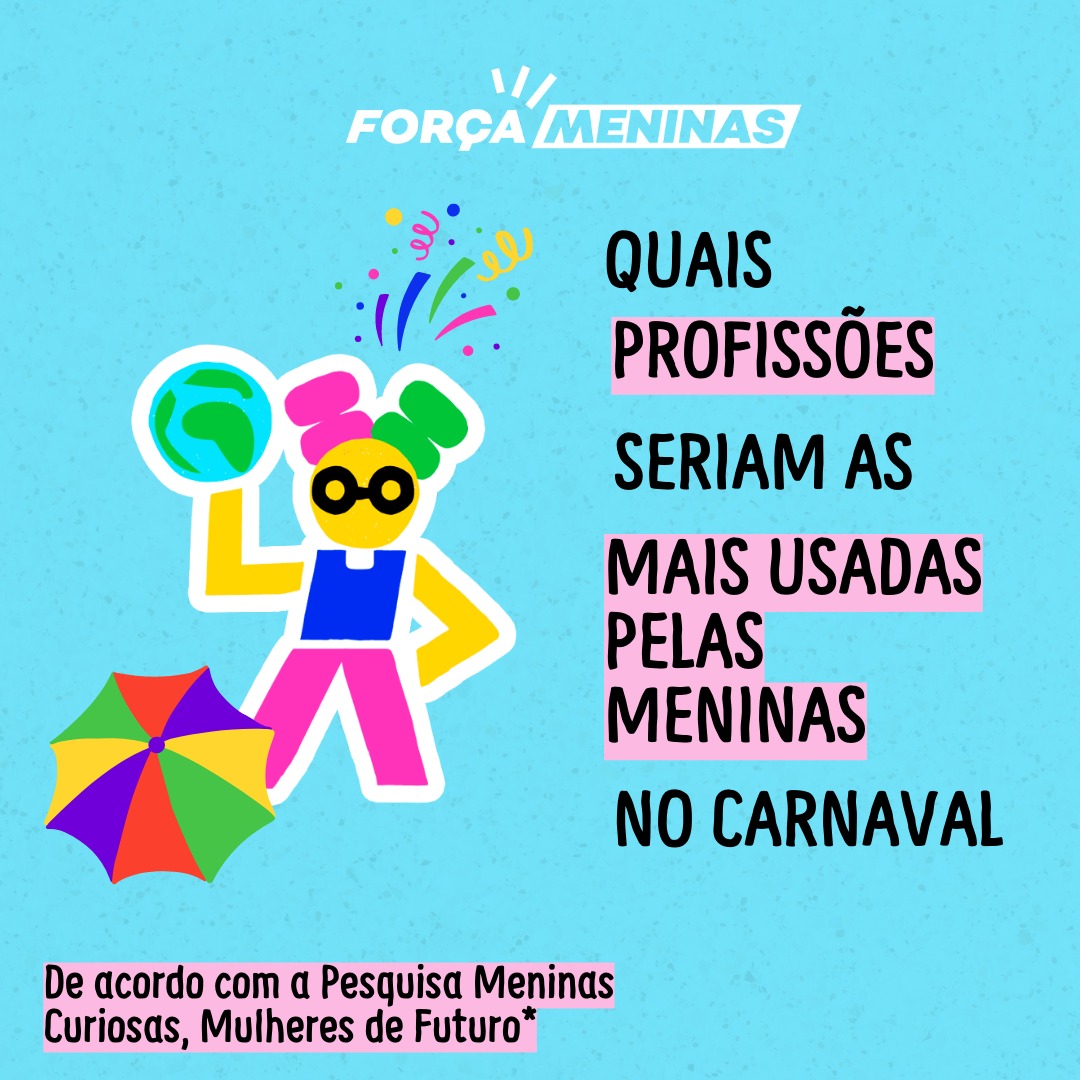 FORÇA MENINAS
QUAIS
PROFISSÕES
SERIAM AS
MAIS USADAS
PELAS
MENINAS
NO CARNAVAL
De acordo com a Pesquisa Meninas
Curiosas, Mulheres de Futuro*